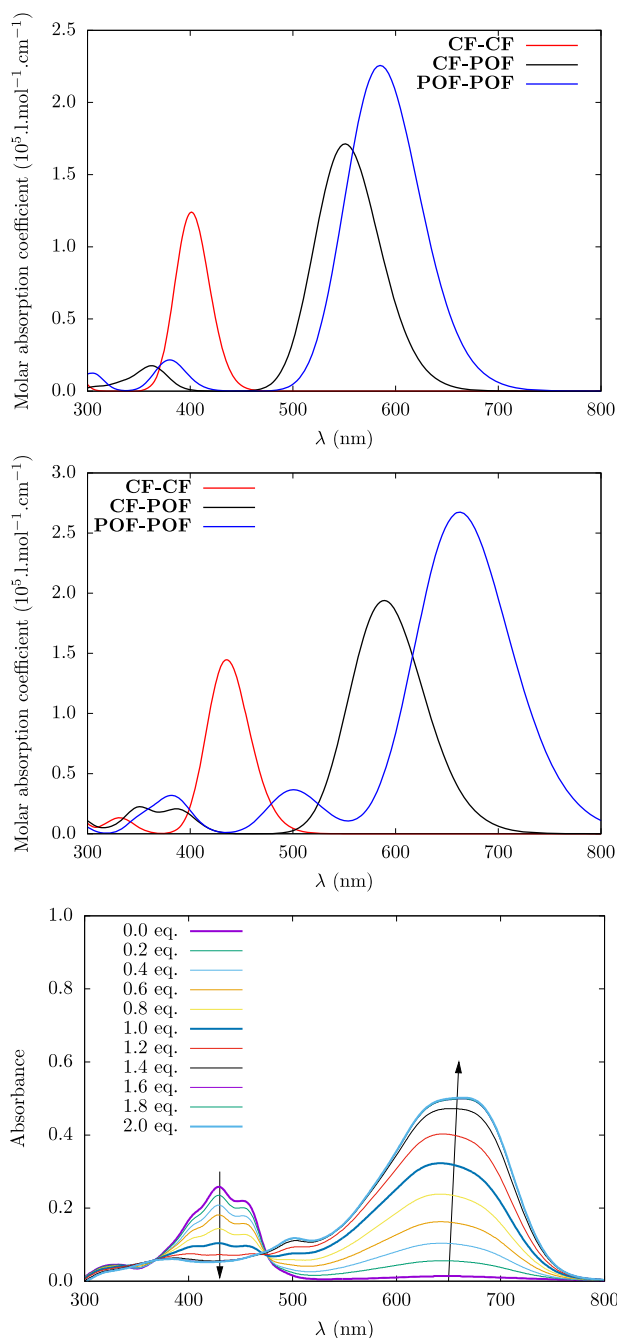 Molar absorption coefficient (10⁵.l.mol⁻¹.cm⁻¹)
2.5
2.0
1.5
1.0
0.5
0.0
CF-CF
CF-POF
POF-POF
300 400 500 600 700 800
λ (nm)
Molar absorption coefficient (10⁵.l.mol⁻¹.cm⁻¹)
3.0
2.5
2.0
1.5
1.0
0.5
0.0
CF-CF
CF-POF
POF-POF
300 400 500 600 700 800
λ (nm)
Absorbance
1.0
0.8
0.6
0.4
0.2
0.0
0.0 eq.
0.2 eq.
0.4 eq.
0.6 eq.
0.8 eq.
1.0 eq.
1.2 eq.
1.4 eq.
1.6 eq.
1.8 eq.
2.0 eq.
300 400 500 600 700 800
λ (nm)